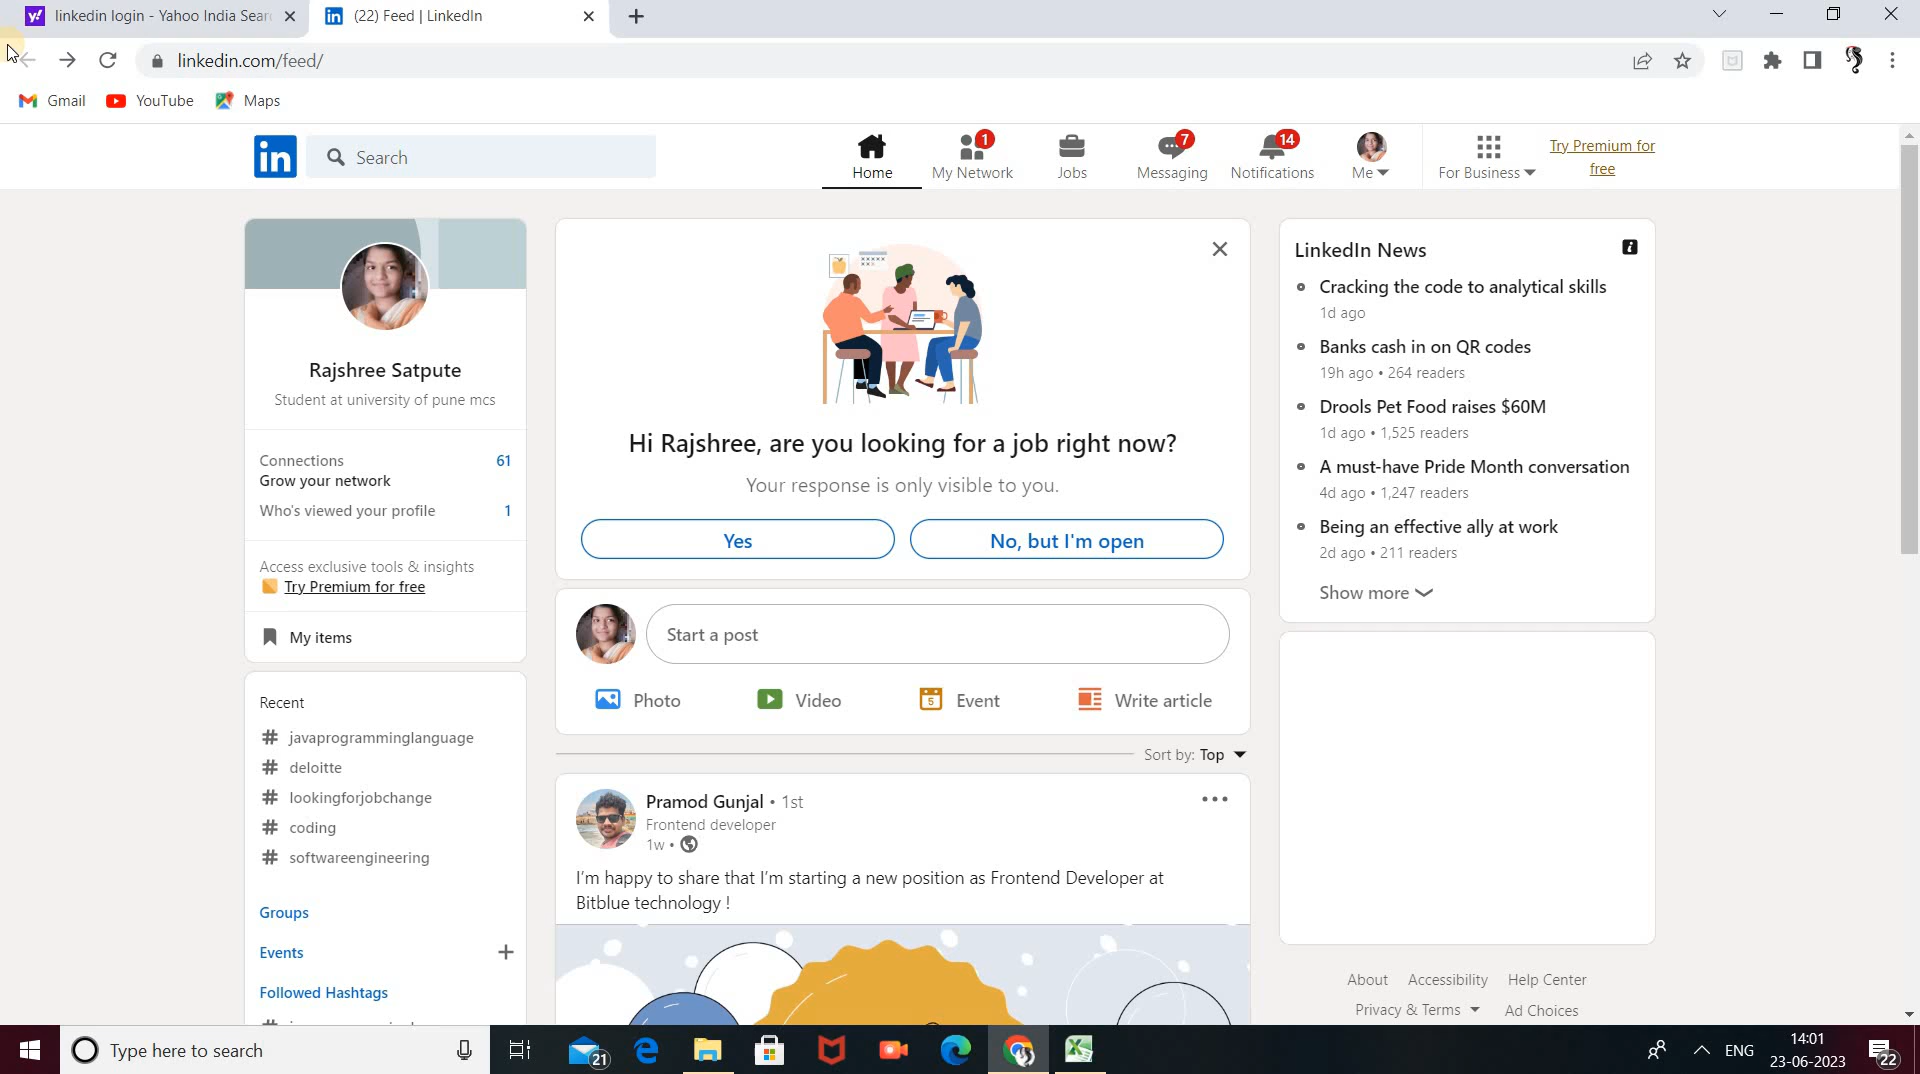 linkedin login - Yahoo India Sear
(22) Feed | LinkedIn
linkedin.com/feed/
Gmail
YouTube
Maps
in
Search
Home
1
My Network
Jobs
7
Messaging
14
Notifications
Me
For Business
Try Premium for
free
Rajshree Satpute
Student at university of pune mcs
Connections 61
Grow your network
Who's viewed your profile 1
Access exclusive tools & insights
Try Premium for free
My items
Recent
# javaprogramminglanguage
# deloitte
# lookingforjobchange
# coding
# softwareengineering
Groups
Events
Followed Hashtags
Hi Rajshree, are you looking for a job right now?
Your response is only visible to you.
Yes
No, but I'm open
Start a post
Photo
Video
Event
Write article
Sort by: Top
Pramod Gunjal • 1st
Frontend developer
1w •
I'm happy to share that I'm starting a new position as Frontend Developer at
Bitblue technology !
LinkedIn News
Cracking the code to analytical skills
1d ago
Banks cash in on QR codes
19h ago • 264 readers
Drools Pet Food raises $60M
1d ago • 1,525 readers
A must-have Pride Month conversation
4d ago • 1,247 readers
Being an effective ally at work
2d ago • 211 readers
Show more
About Accessibility Help Center
Privacy & Terms Ad Choices
Type here to search
21
ENG
14:01
23-06-2023
22